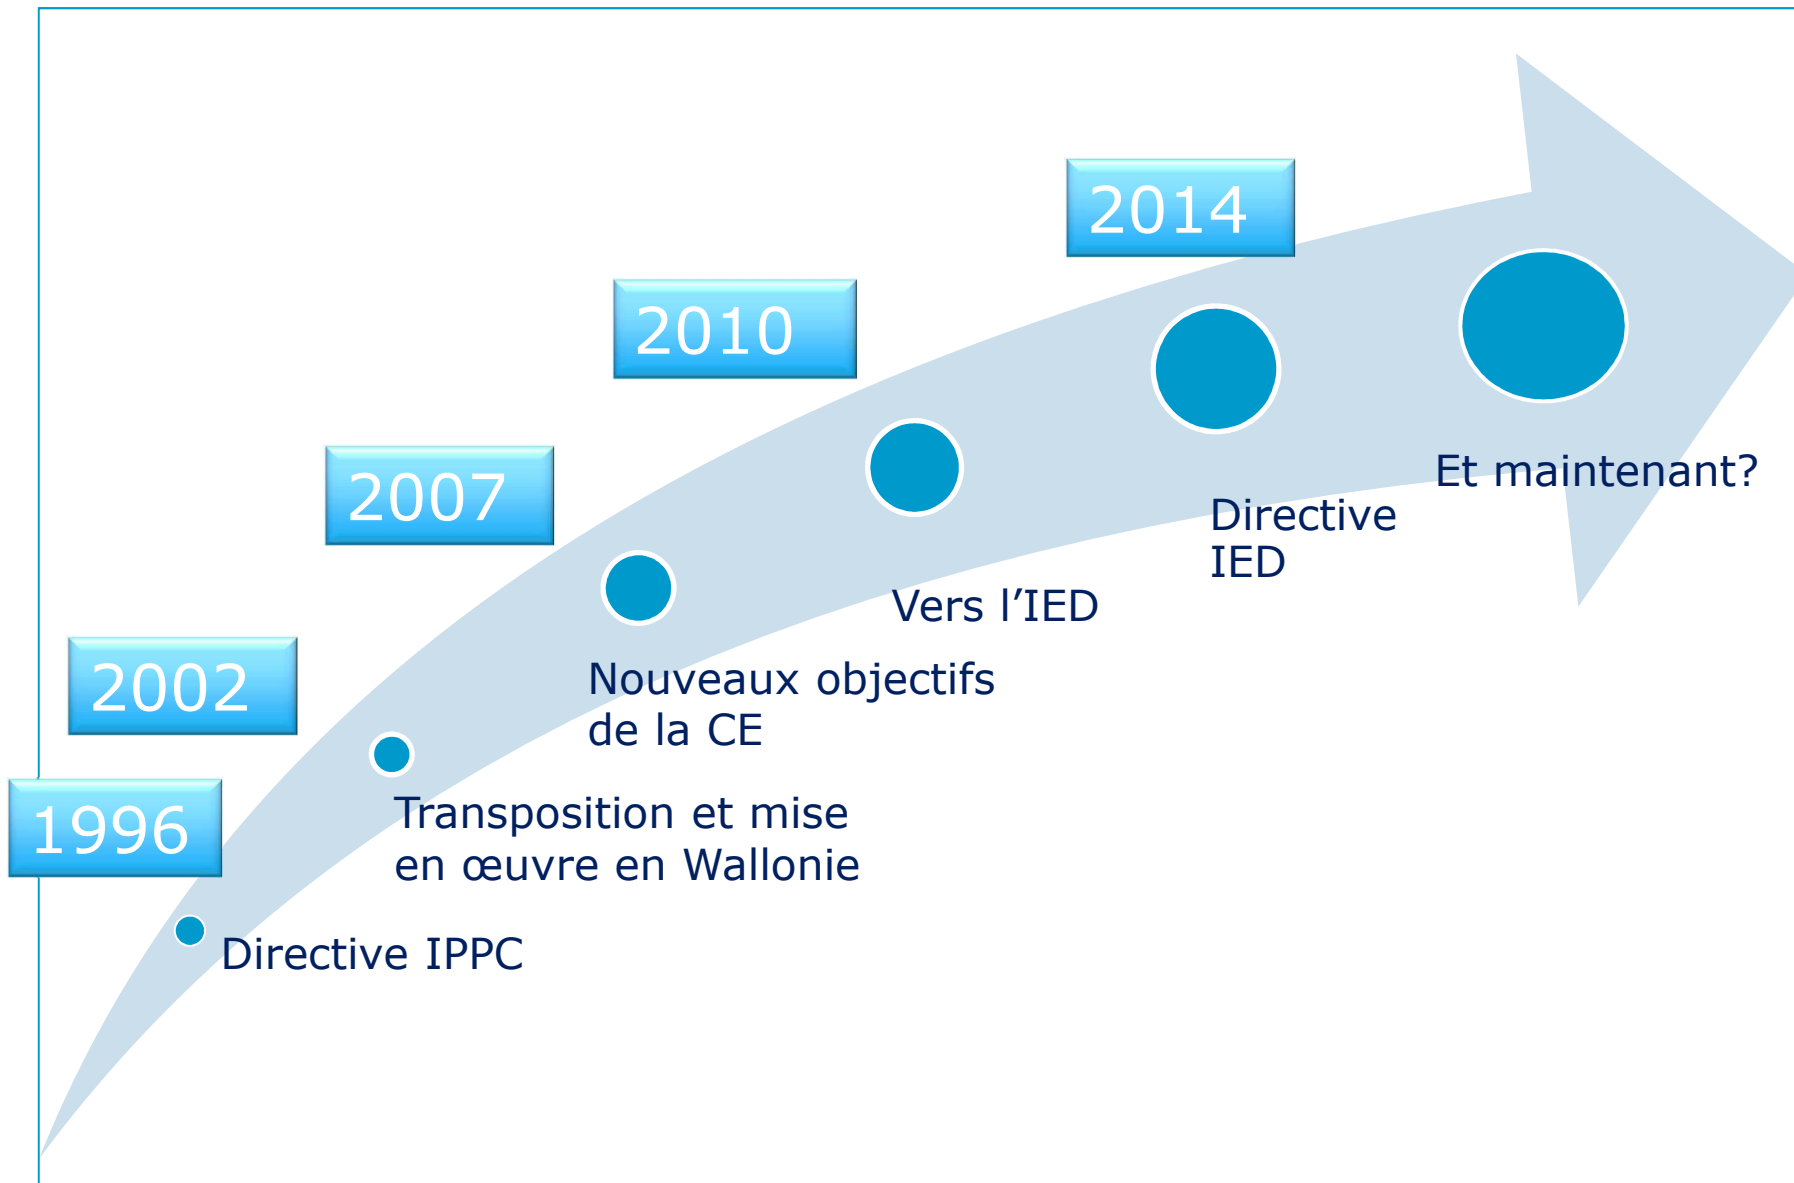 1996
Directive IPPC
2002
Transposition et mise
en œuvre en Wallonie
2007
Nouveaux objectifs
de la CE
2010
Vers l’IED
2014
Directive
IED
Et maintenant?